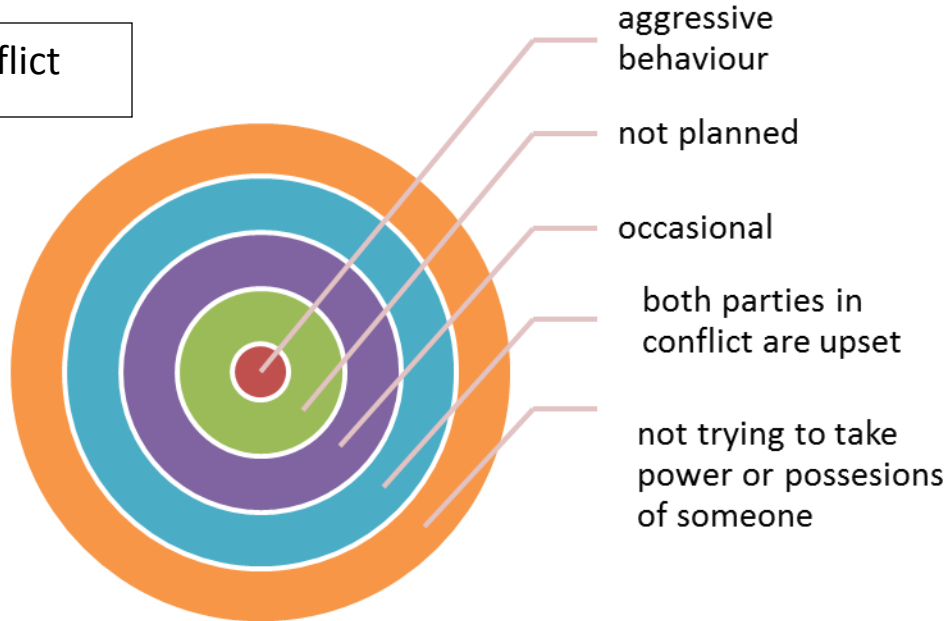 flict
aggressive
behaviour
not planned
occasional
both parties in
conflict are upset
not trying to take
power or possesions
of someone